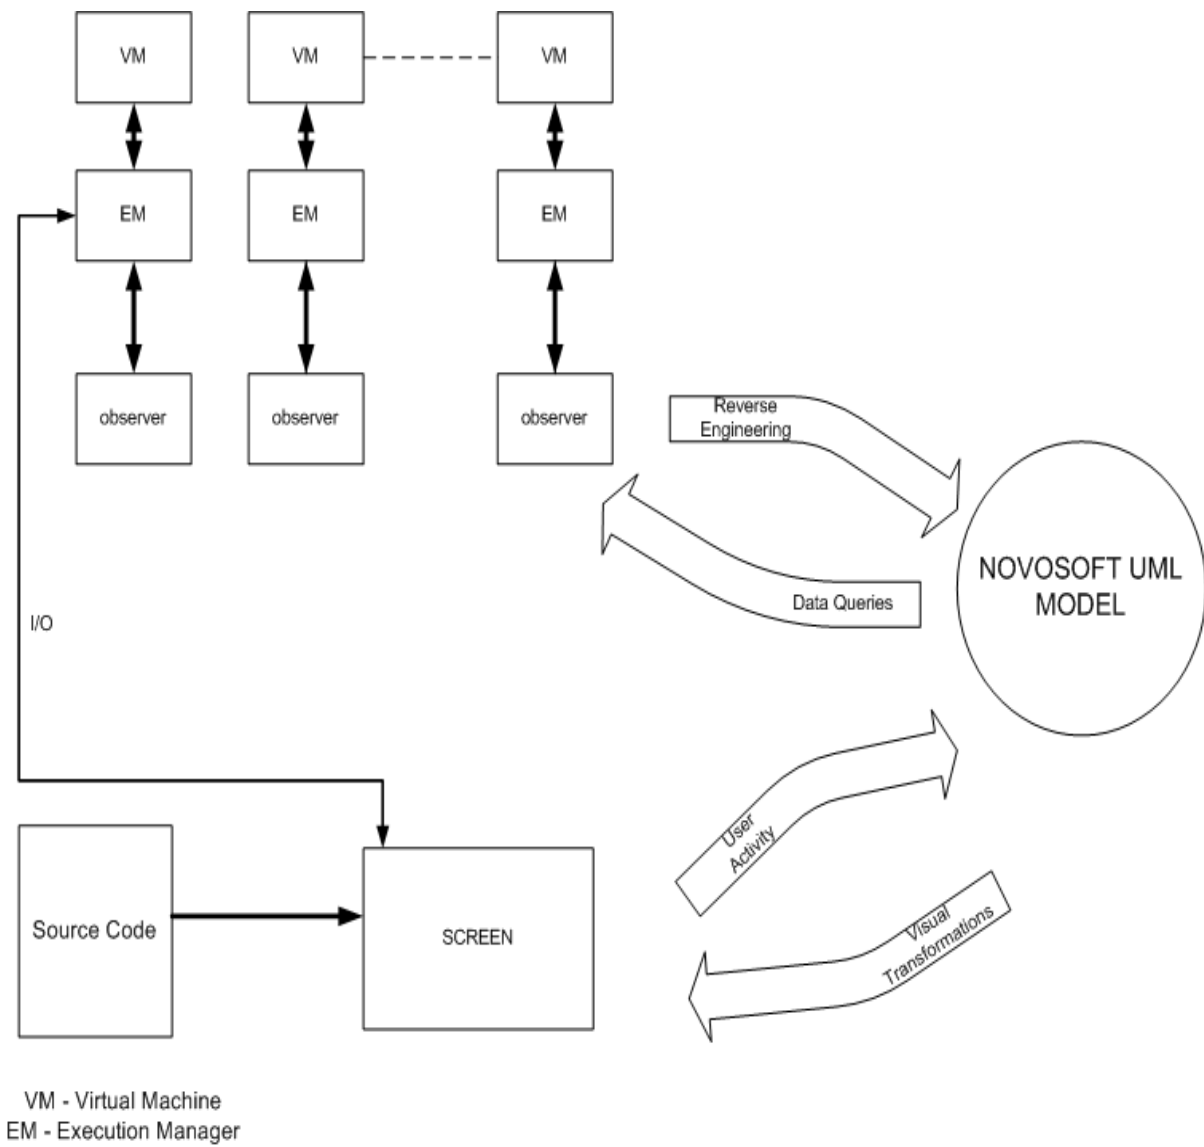 VM
VM
VM
EM
EM
EM
observer
observer
observer
Reverse
Engineering
NOVOSOFT UML
MODEL
Data Queries
I/O
User
Activity
Source Code
SCREEN
Visual
Transformations
VM - Virtual Machine
EM - Execution Manager